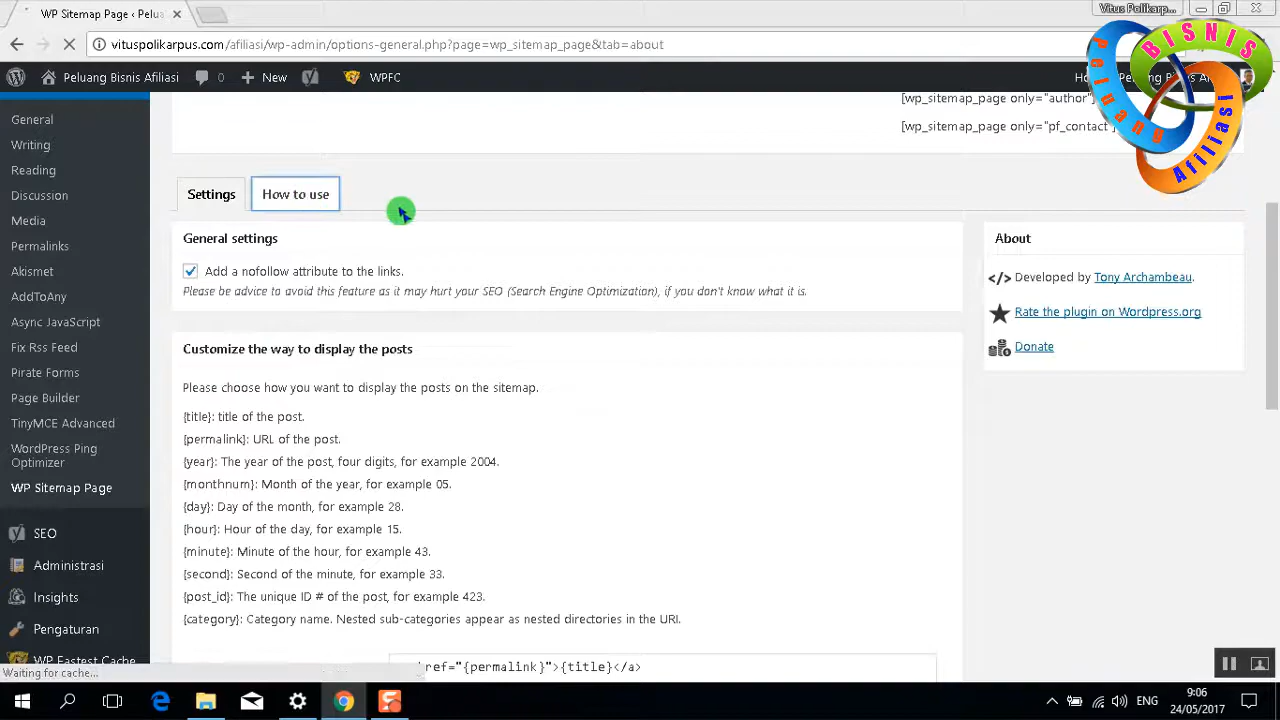 WP Sitemap Page ‹ Pelua
Vitus Polikarp...
vituspolikarpus.com/afiliasi/wp-admin/options-general.php?page=wp_sitemap_page&tab=about
Peluang Bisnis Afiliasi 0 New WPFC
BISNIS
Peluang
Afiliasi
[wp_sitemap_page only="author"]
[wp_sitemap_page only="pf_contact"]
General
Writing
Reading
Discussion
Media
Permalinks
Akismet
AddToAny
Async JavaScript
Fix Rss Feed
Pirate Forms
Page Builder
TinyMCE Advanced
WordPress Ping
Optimizer
WP Sitemap Page
SEO
Administrasi
Insights
Pengaturan
WP Fastest Cache
Settings How to use
General settings
Add a nofollow attribute to the links.
Please be advice to avoid this feature as it may hurt your SEO (Search Engine Optimization), if you don't know what it is.
Customize the way to display the posts
Please choose how you want to display the posts on the sitemap.
{title}: title of the post.
{permalink}: URL of the post.
{year}: The year of the post, four digits, for example 2004.
{monthnum}: Month of the year, for example 05.
{day}: Day of the month, for example 28.
{hour}: Hour of the day, for example 15.
{minute}: Minute of the hour, for example 43.
{second}: Second of the minute, for example 33.
{post_id}: The unique ID # of the post, for example 423.
{category}: Category name. Nested sub-categories appear as nested directories in the URI.
href="{permalink}">{title}</a>
About
</> Developed by Tony Archambeau.
Rate the plugin on Wordpress.org
Donate
Waiting for cache...
ENG
9:06
24/05/2017